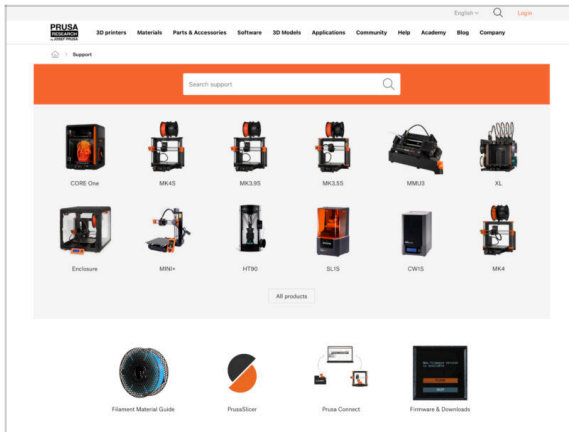 English
Login
PRUSA
RESEARCH
by JOSEF PRUSA
3D printers Materials Parts & Accessories Software 3D Models Applications Community Help Academy Blog Company
Support
Search support
CORE One MK4S MK3.9S MK3.5S MMU3 XL
Enclosure MINI+ HT90 SL1S CW1S MK4
All products
Filament Material Guide PrusaSlicer Prusa Connect Firmware & Downloads